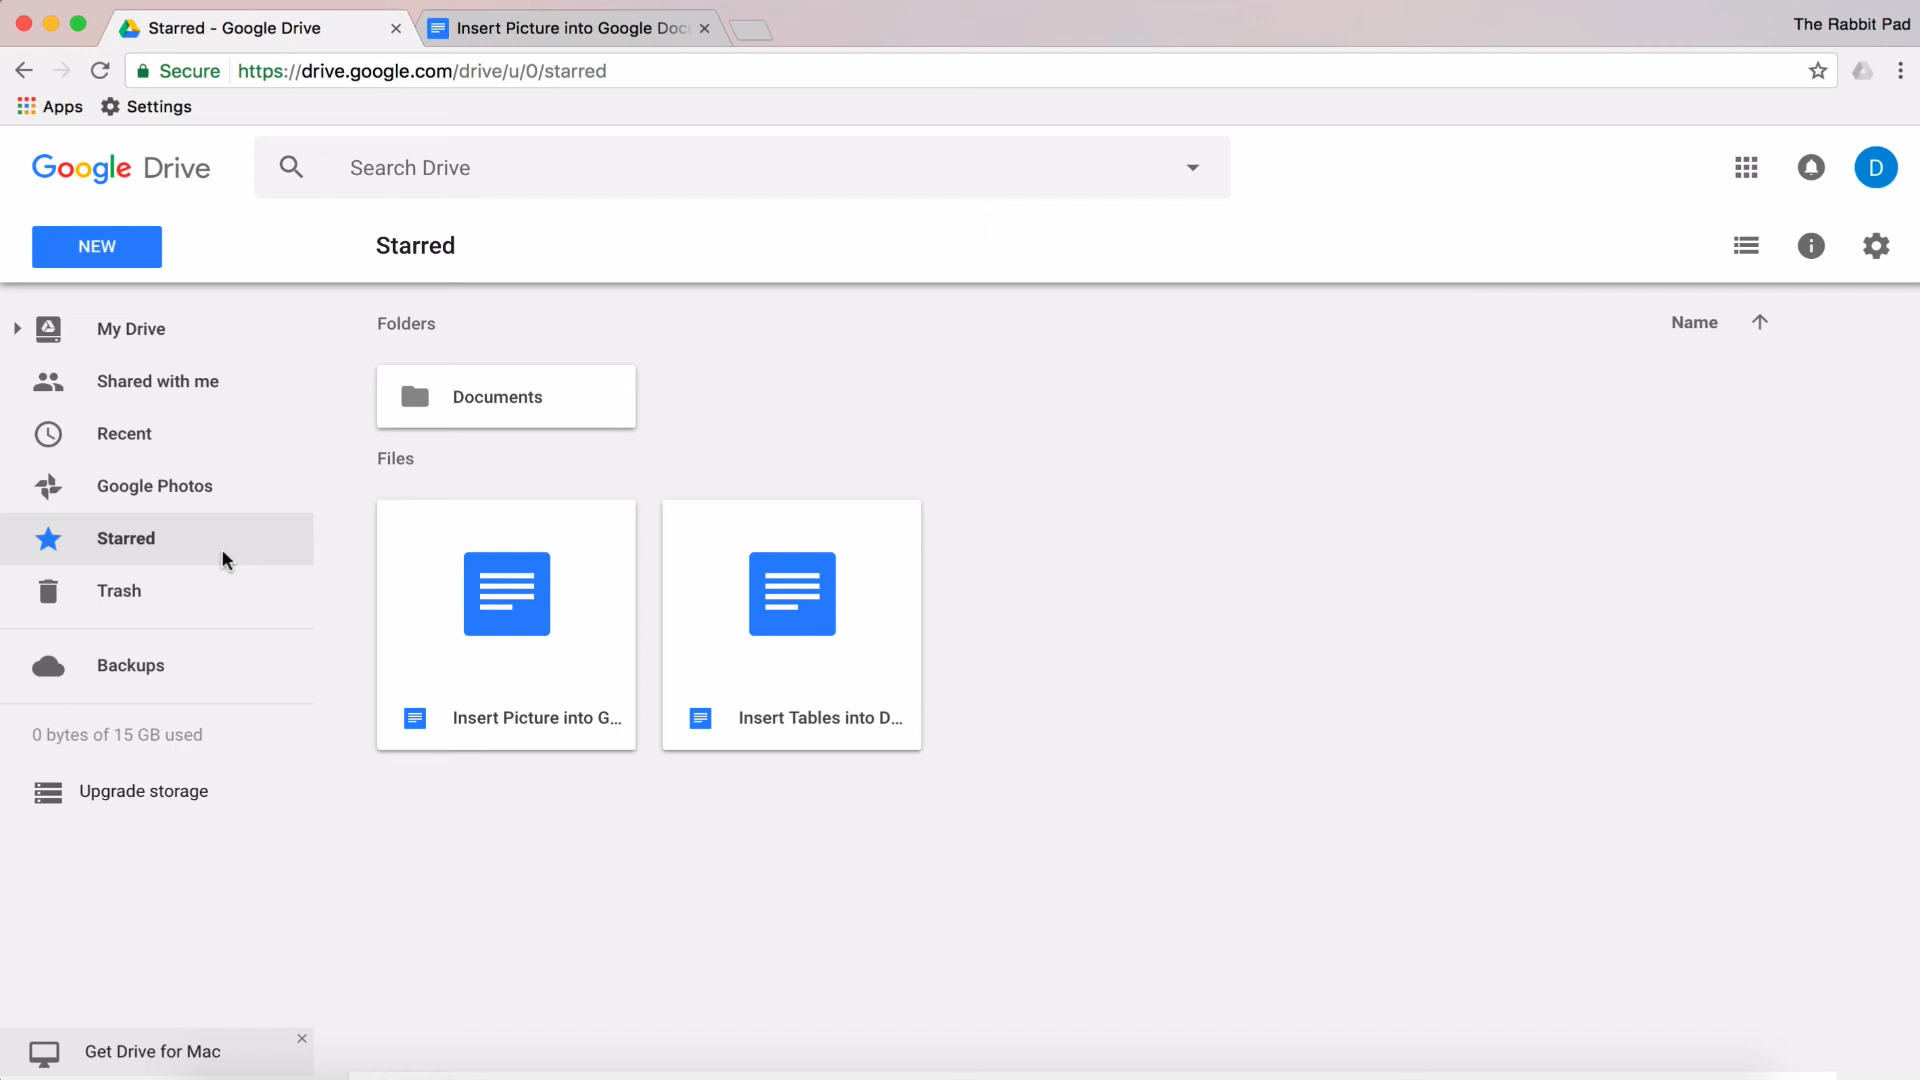 Starred - Google Drive
Insert Picture into Google Doc
The Rabbit Pad
Secure https://drive.google.com/drive/u/0/starred
Apps Settings
Google Drive
Search Drive
D
NEW
Starred
My Drive
Shared with me
Recent
Google Photos
Starred
Trash
Backups
0 bytes of 15 GB used
Upgrade storage
Get Drive for Mac
Folders
Name
Documents
Files
Insert Picture into G...
Insert Tables into D...